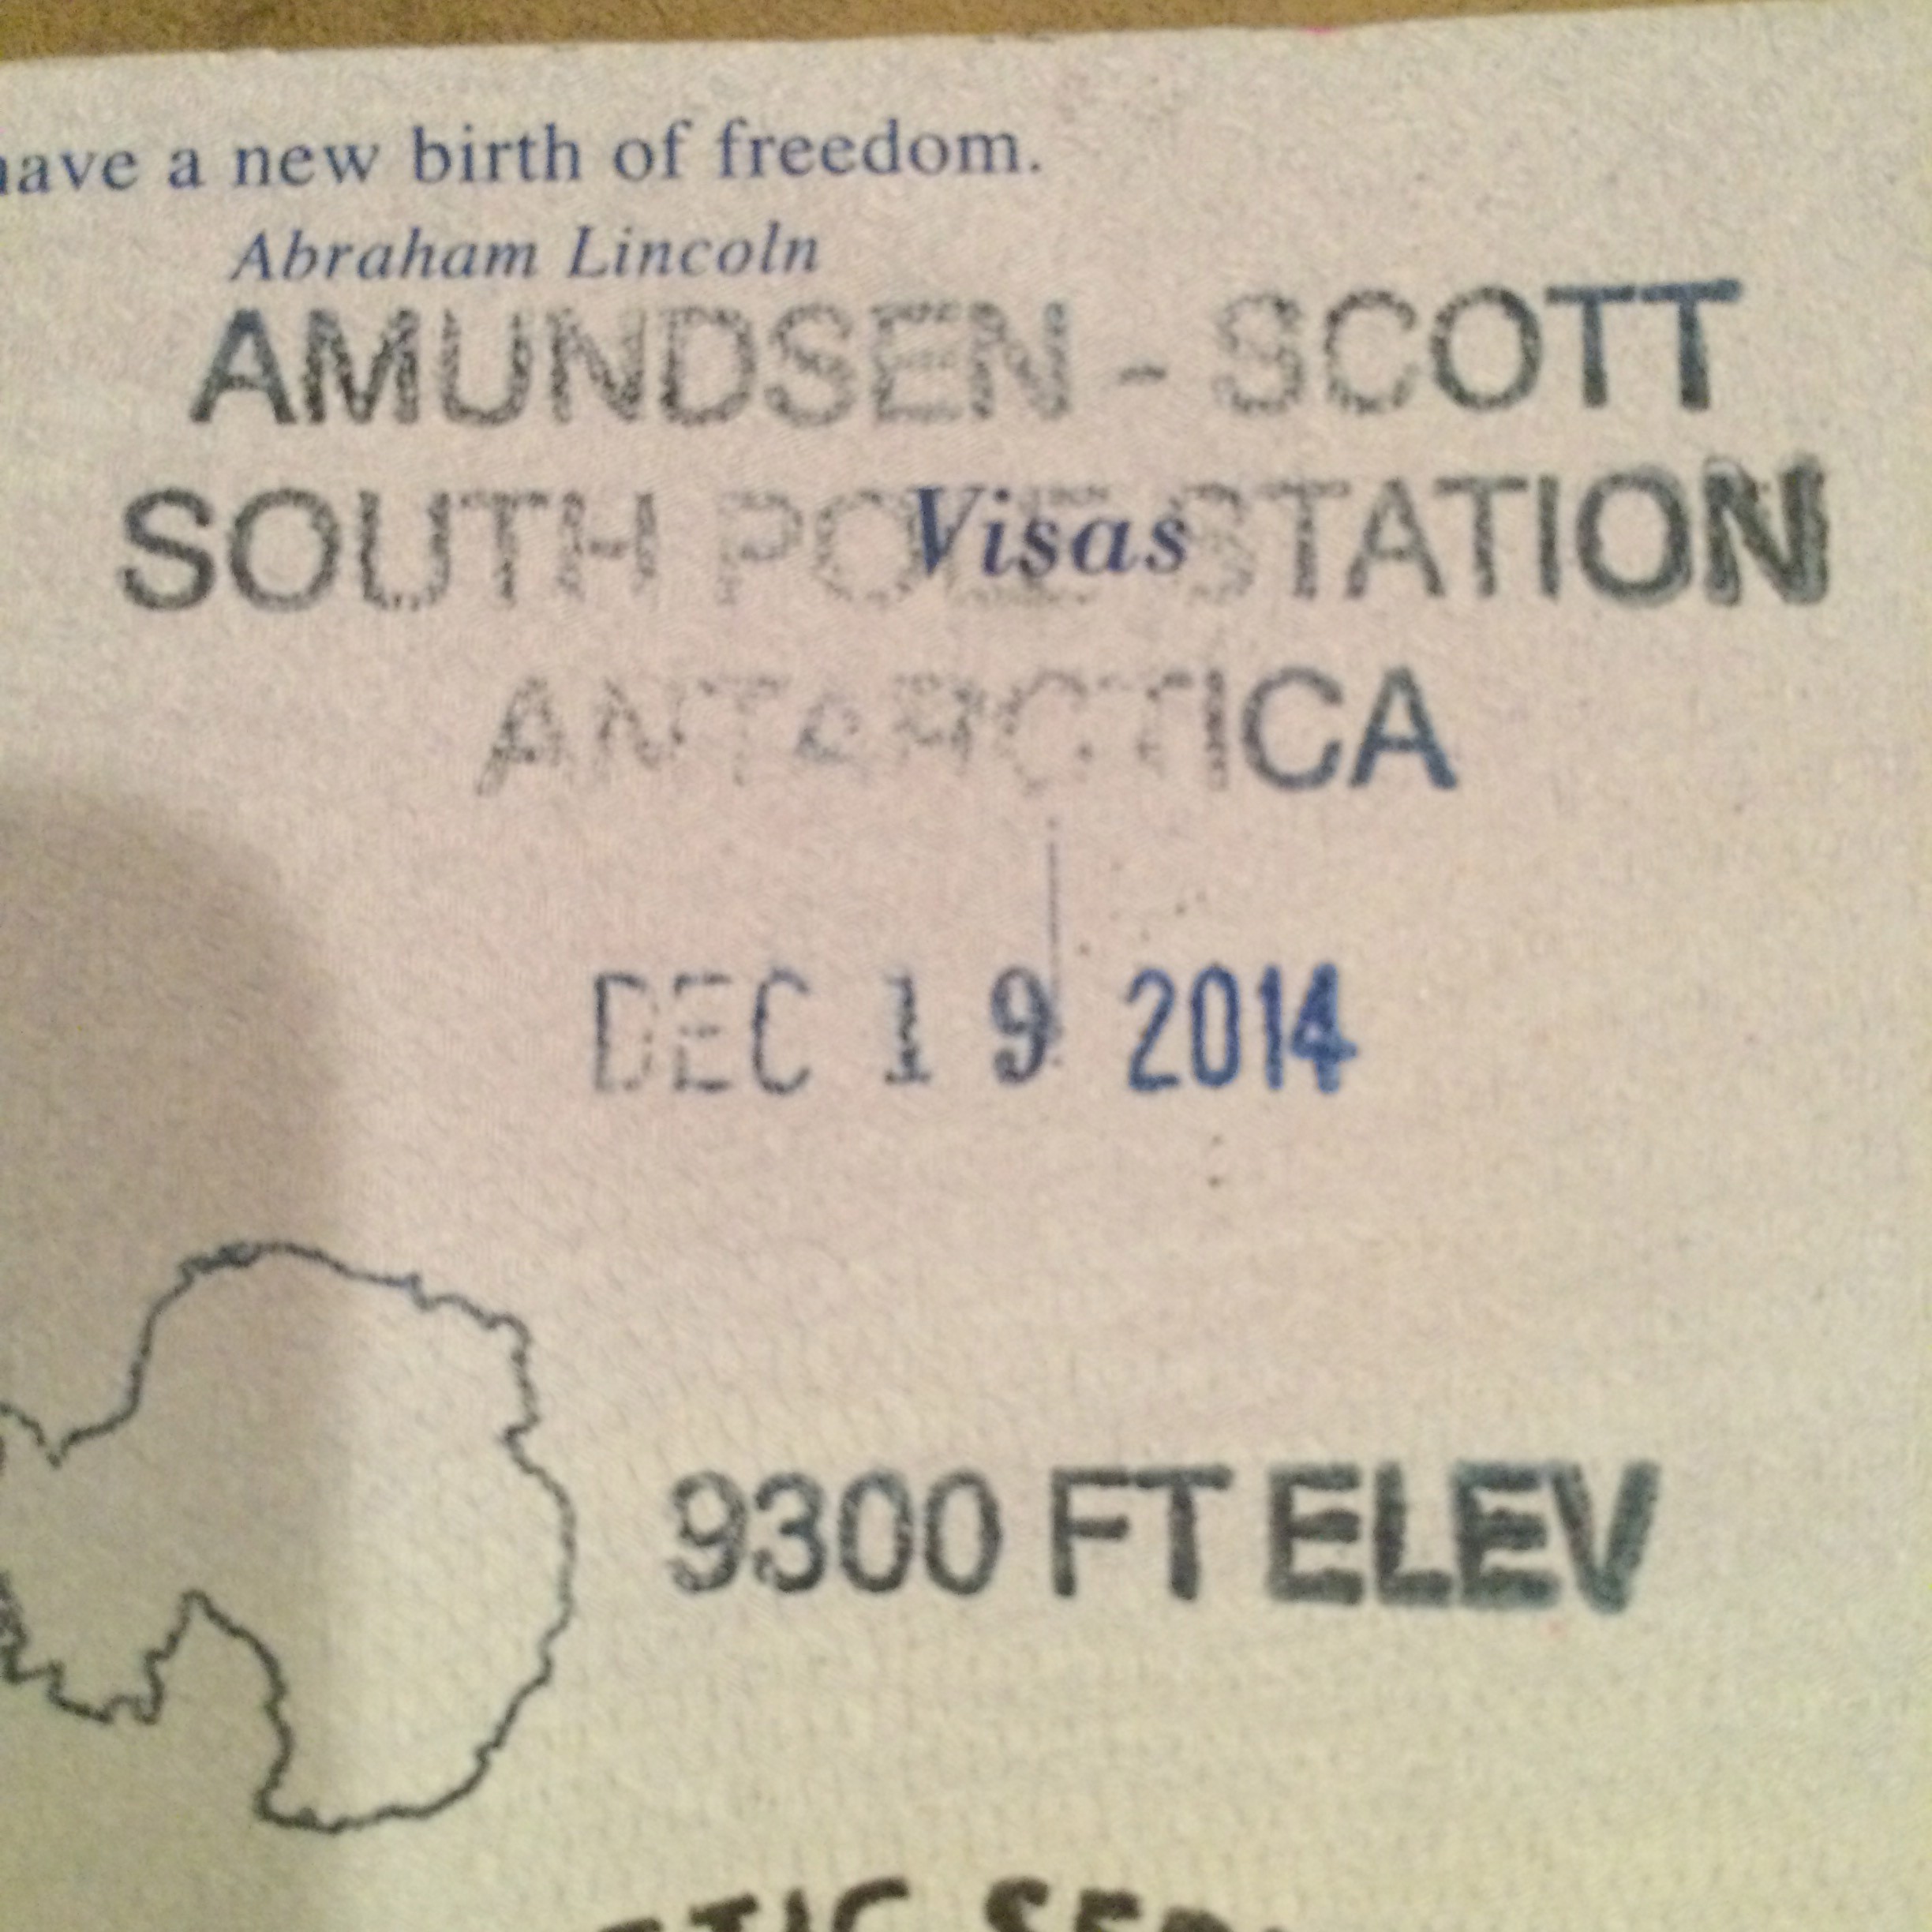 have a new birth of freedom.
Abraham Lincoln
AMUNDSEN - SCOTT
SOUTH POLE STATION
Visas
ANTARCTICA
DEC 19 2014
9300 FT ELEV